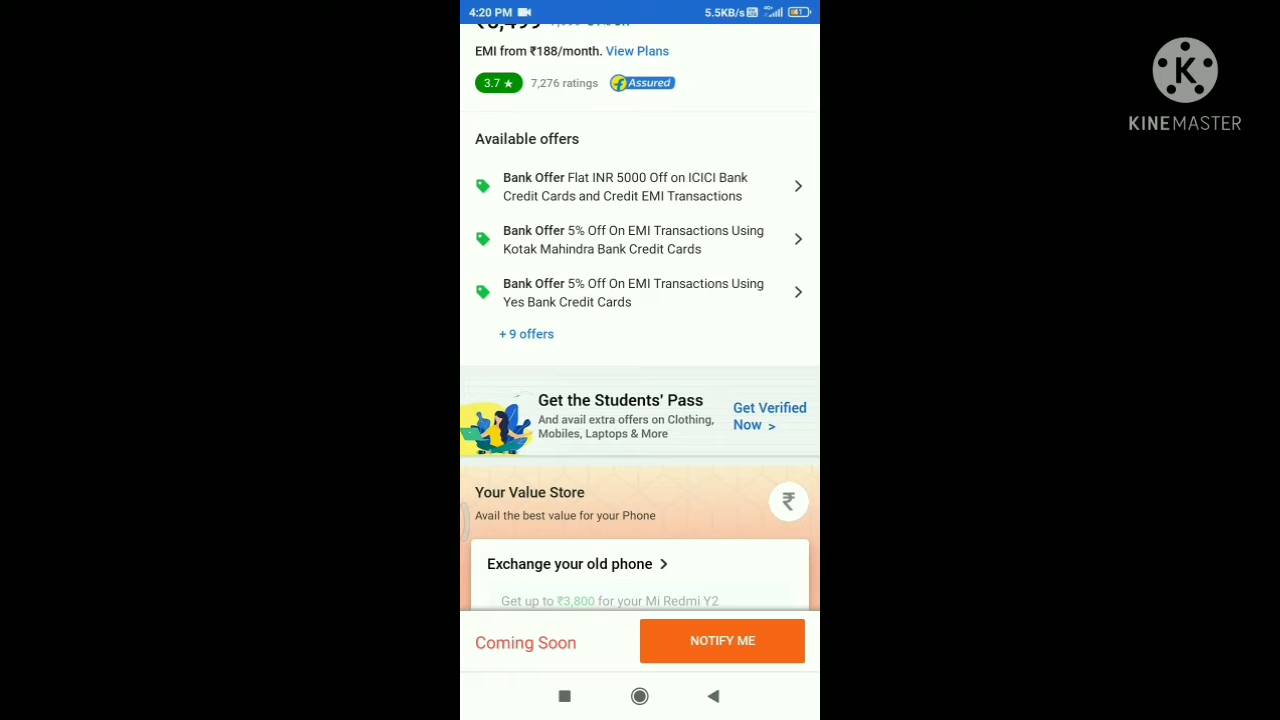 4:20 PM
5.5KB/s
41
EMI from ₹188/month. View Plans
3.7 ★ 7,276 ratings Assured
KINEMASTER
Available offers
Bank Offer Flat INR 5000 Off on ICICI Bank
Credit Cards and Credit EMI Transactions
Bank Offer 5% Off On EMI Transactions Using
Kotak Mahindra Bank Credit Cards
Bank Offer 5% Off On EMI Transactions Using
Yes Bank Credit Cards
+ 9 offers
Get the Students' Pass
And avail extra offers on Clothing,
Mobiles, Laptops & More
Get Verified
Now >
Your Value Store
Avail the best value for your Phone
₹
Exchange your old phone >
Get up to ₹3,800 for your Mi Redmi Y2
Coming Soon
NOTIFY ME